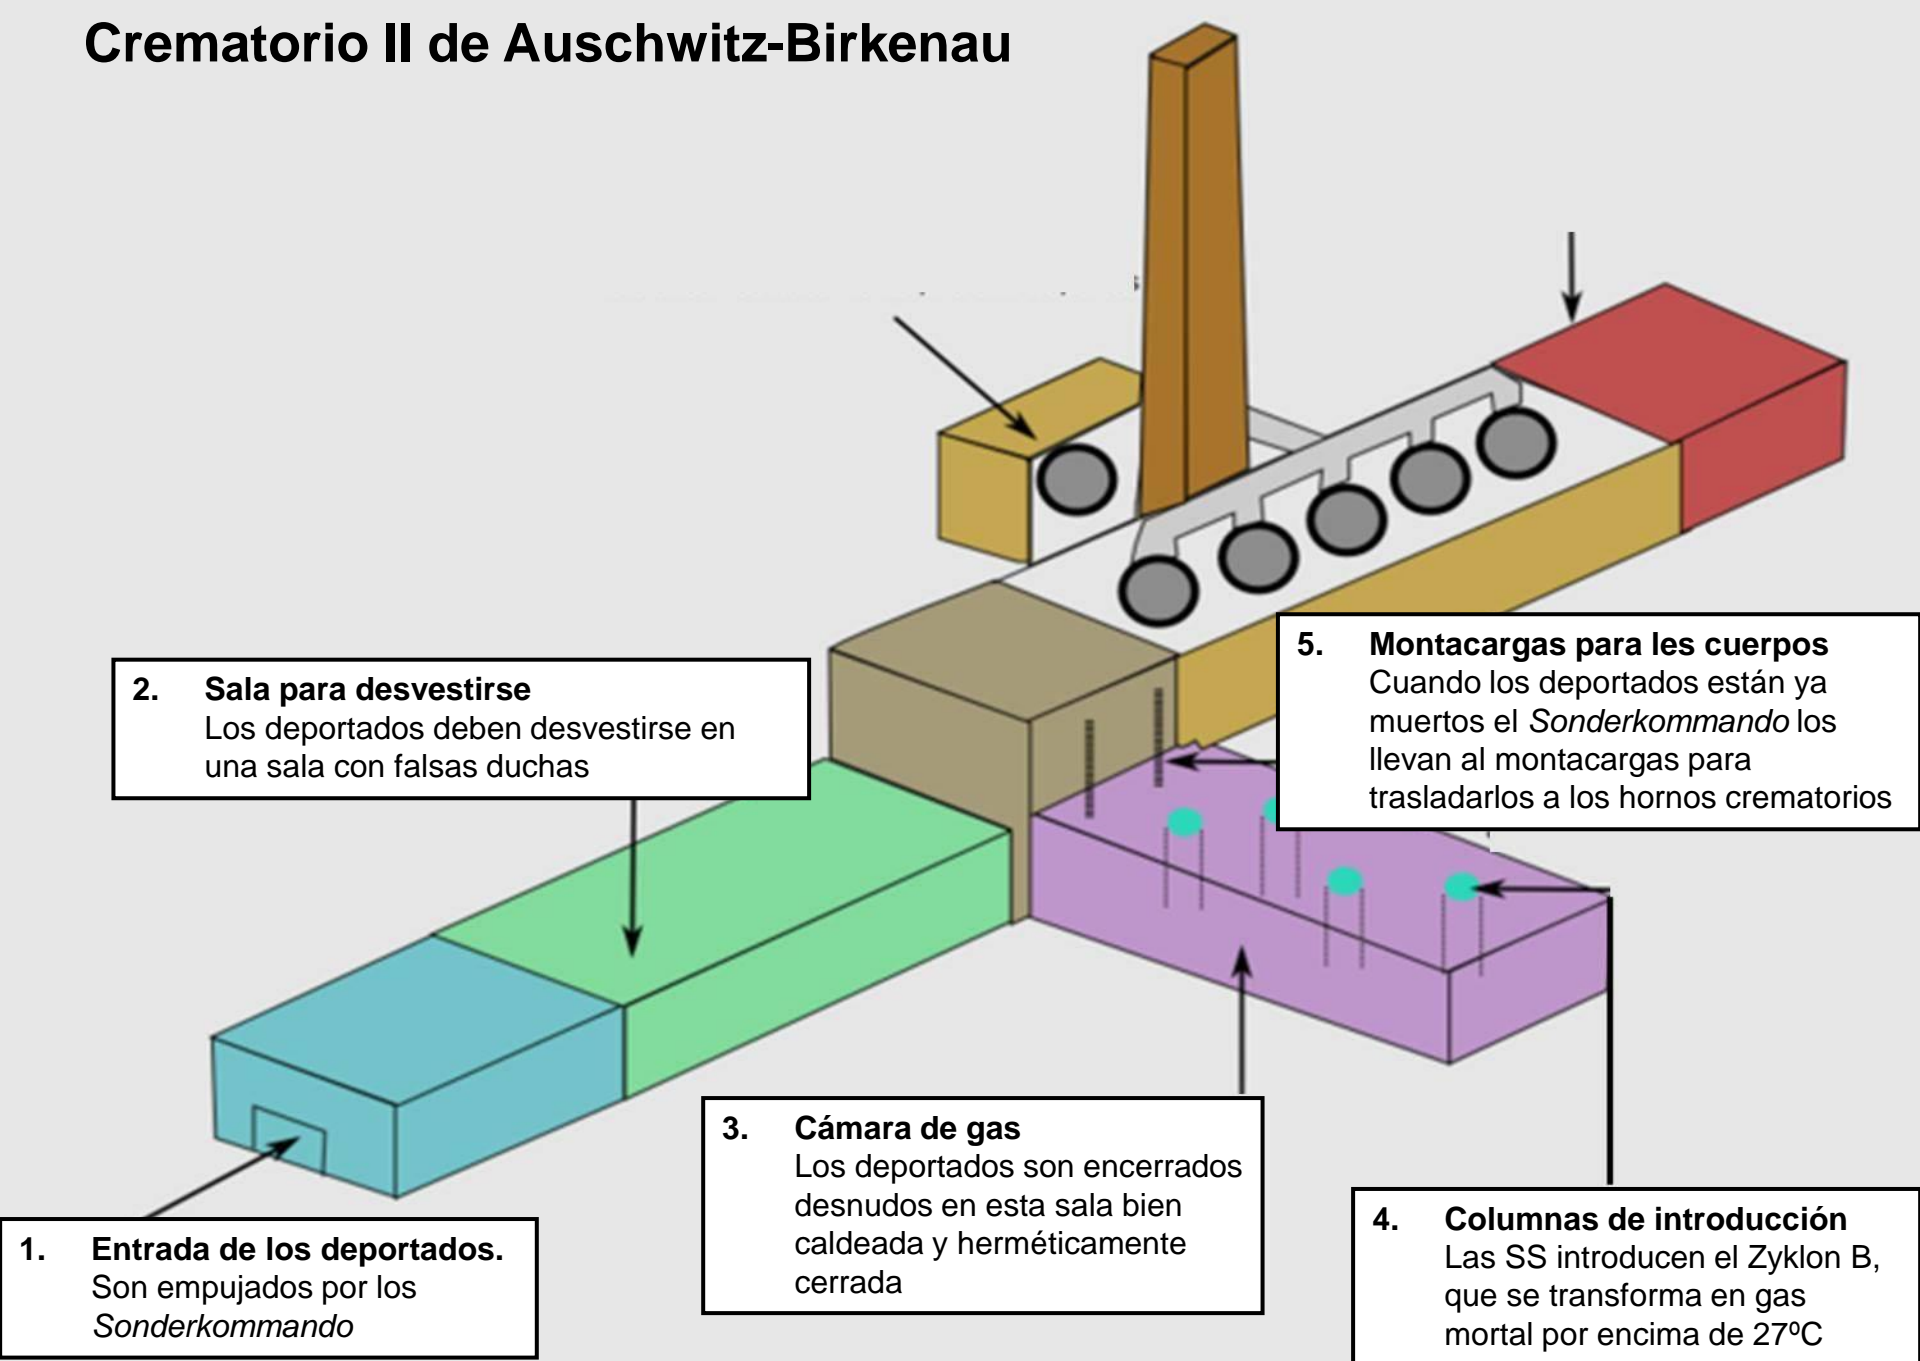 Crematorio II de Auschwitz-Birkenau
1. Entrada de los deportados.
Son empujados por los
Sonderkommando
2. Sala para desvestirse
Los deportados deben desvestirse en
una sala con falsas duchas
3. Cámara de gas
Los deportados son encerrados
desnudos en esta sala bien
caldeada y herméticamente
cerrada
4. Columnas de introducción
Las SS introducen el Zyklon B,
que se transforma en gas
mortal por encima de 27ºC
5. Montacargas para les cuerpos
Cuando los deportados están ya
muertos el Sonderkommando los
llevan al montacargas para
trasladarlos a los hornos crematorios